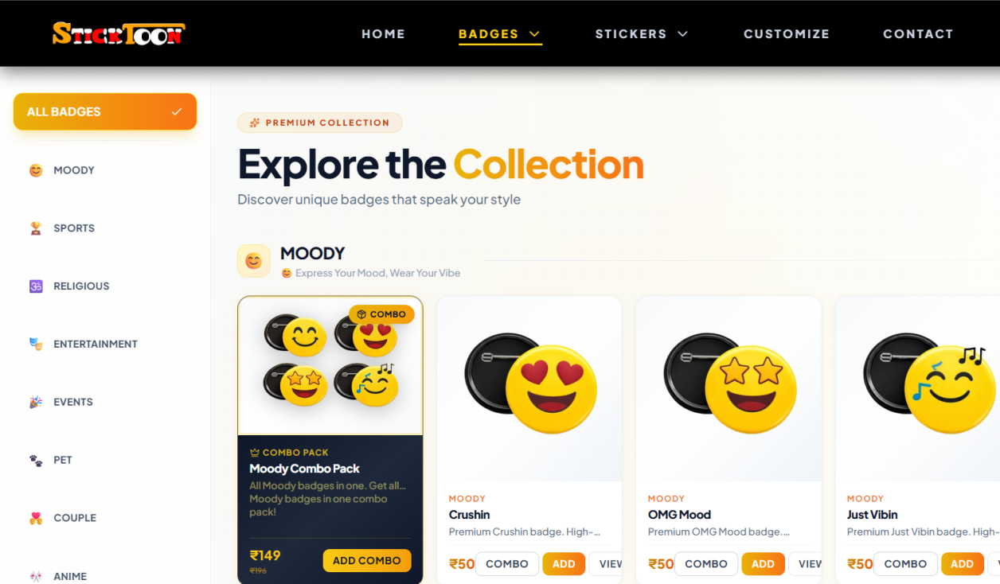 STICKTOON
HOME
BADGES
STICKERS
CUSTOMIZE
CONTACT
ALL BADGES
MOODY
SPORTS
RELIGIOUS
ENTERTAINMENT
EVENTS
PET
COUPLE
ANIME
PREMIUM COLLECTION
Explore the Collection
Discover unique badges that speak your style
MOODY
Express Your Mood, Wear Your Vibe
COMBO
COMBO PACK
Moody Combo Pack
All Moody badges in one. Get all...
Moody badges in one combo
pack!
₹149
₹196
ADD COMBO
MOODY
Crushin
Premium Crushin badge. High-...
₹50 COMBO ADD VIEW
MOODY
OMG Mood
Premium OMG Mood badge....
₹50 COMBO ADD VIEW
MOODY
Just Vibin
Premium Just Vibin badge. High-
₹50 COMBO ADD